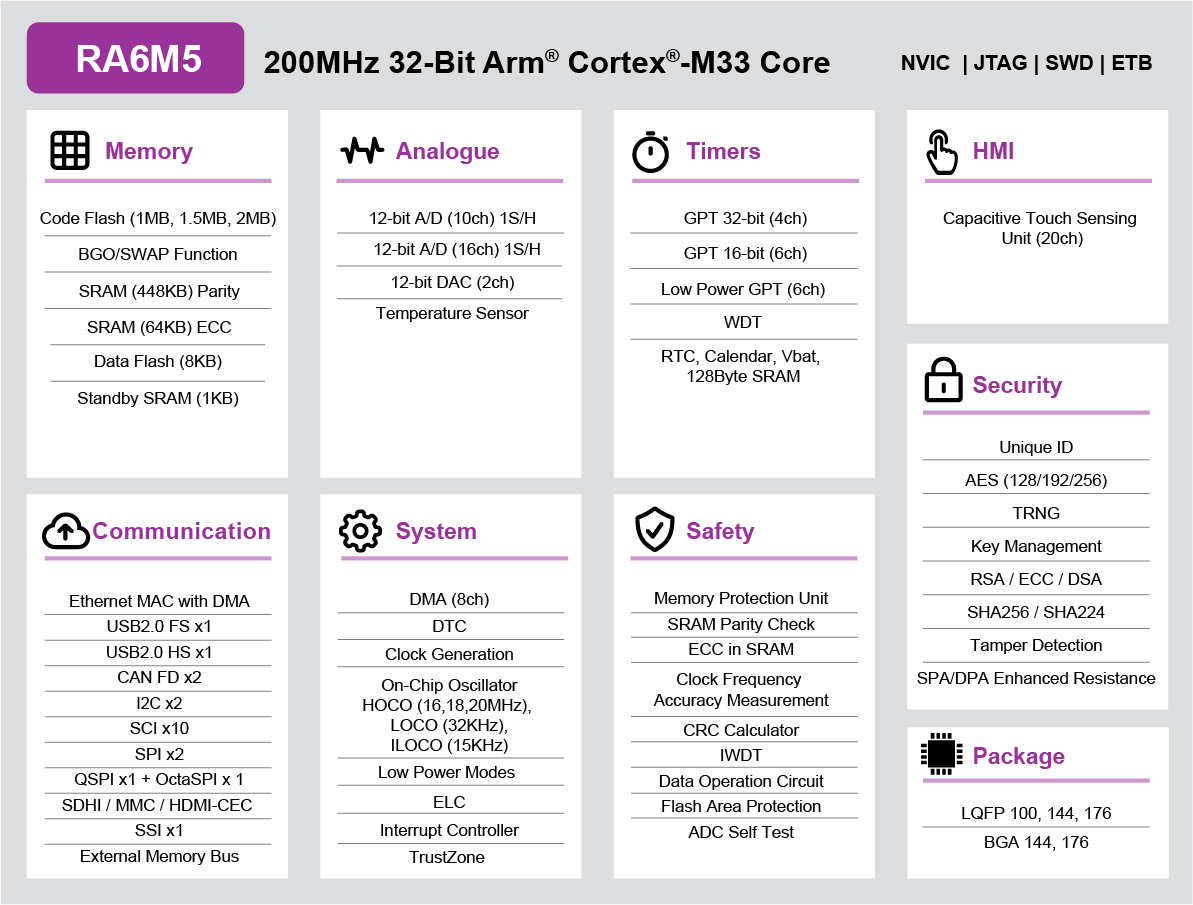 RA6M5
200MHz 32-Bit Arm® Cortex®-M33 Core
NVIC | JTAG | SWD | ETB
Memory
Code Flash (1MB, 1.5MB, 2MB)
BGO/SWAP Function
SRAM (448KB) Parity
SRAM (64KB) ECC
Data Flash (8KB)
Standby SRAM (1KB)
Analogue
12-bit A/D (10ch) 1S/H
12-bit A/D (16ch) 1S/H
12-bit DAC (2ch)
Temperature Sensor
Timers
GPT 32-bit (4ch)
GPT 16-bit (6ch)
Low Power GPT (6ch)
WDT
RTC, Calendar, Vbat,
128Byte SRAM
HMI
Capacitive Touch Sensing
Unit (20ch)
Security
Unique ID
AES (128/192/256)
TRNG
Key Management
RSA / ECC / DSA
SHA256 / SHA224
Tamper Detection
SPA/DPA Enhanced Resistance
Communication
Ethernet MAC with DMA
USB2.0 FS x1
USB2.0 HS x1
CAN FD x2
I2C x2
SCI x10
SPI x2
QSPI x1 + OctaSPI x 1
SDHI / MMC / HDMI-CEC
SSI x1
External Memory Bus
System
DMA (8ch)
DTC
Clock Generation
On-Chip Oscillator
HOCO (16,18,20MHz),
LOCO (32KHz),
ILOCO (15KHz)
Low Power Modes
ELC
Interrupt Controller
TrustZone
Safety
Memory Protection Unit
SRAM Parity Check
ECC in SRAM
Clock Frequency
Accuracy Measurement
CRC Calculator
IWDT
Data Operation Circuit
Flash Area Protection
ADC Self Test
Package
LQFP 100, 144, 176
BGA 144, 176